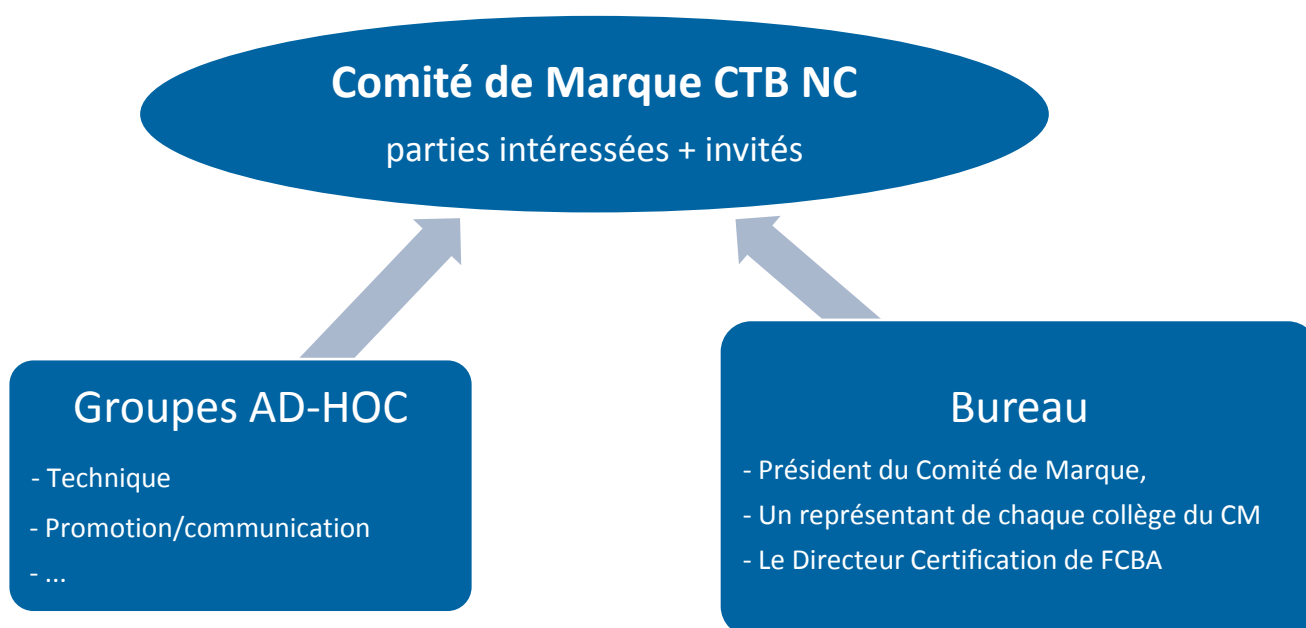 Comité de Marque CTB NC
parties intéressées + invités
Groupes AD-HOC
- Technique
- Promotion/communication
- ...
Bureau
- Président du Comité de Marque,
- Un représentant de chaque collège du CM
- Le Directeur Certification de FCBA